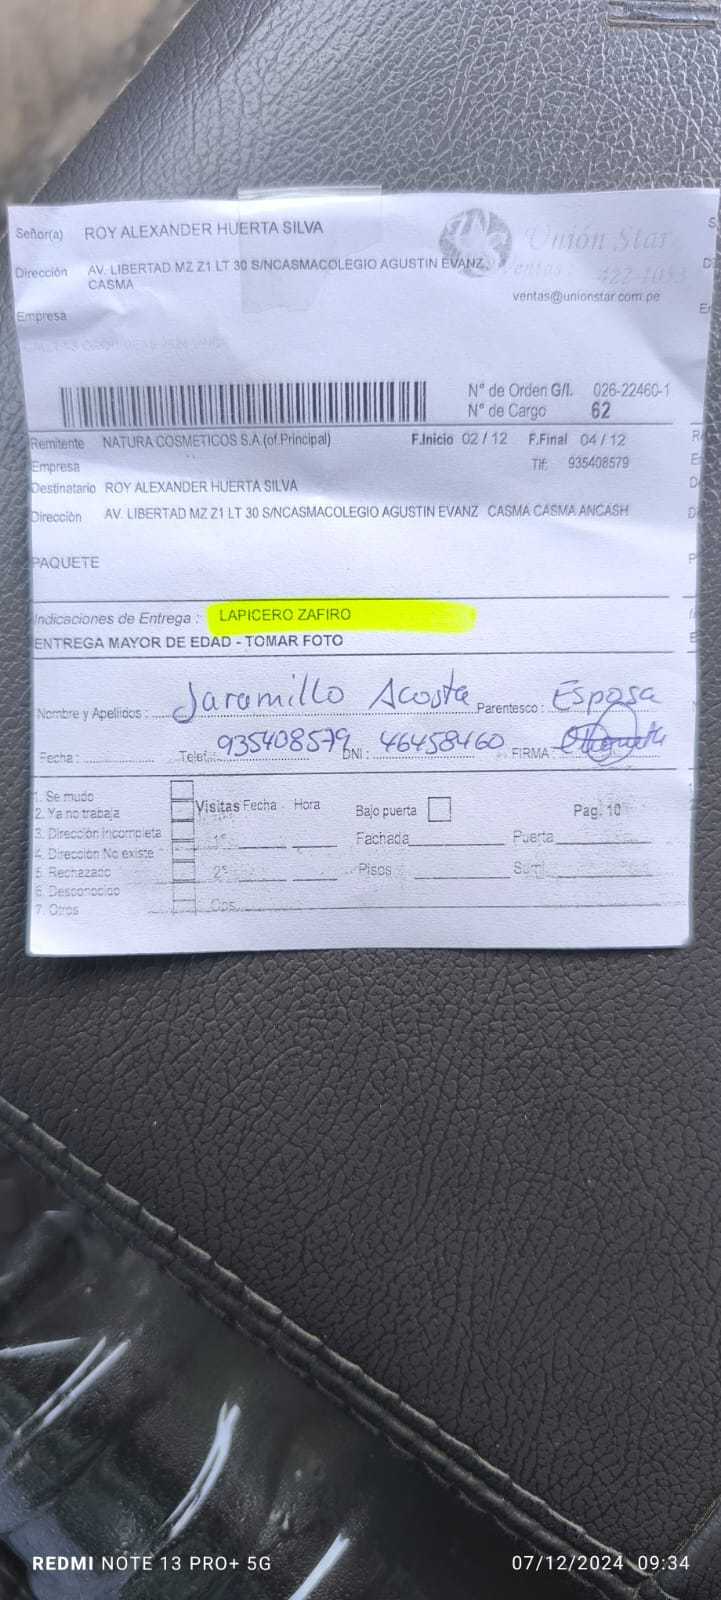 Señor(a) ROY ALEXANDER HUERTA SILVA
Unión Star
Dirección AV. LIBERTAD MZ Z1 LT 30 S/NCASMACOLEGIO AGUSTIN EVANZ
CASMA
Ventas: 422-1053
ventas@unionstar.com.pe
Empresa
N° de Orden G/I. 026-22460-1
N° de Cargo 62
Remitente NATURA COSMETICOS S.A.(of.Principal) F.Inicio 02 / 12 F.Final 04 / 12
Empresa Tlf. 935408579
Destinatario ROY ALEXANDER HUERTA SILVA
Dirección AV. LIBERTAD MZ Z1 LT 30 S/NCASMACOLEGIO AGUSTIN EVANZ CASMA CASMA ANCASH
PAQUETE
Indicaciones de Entrega : LAPICERO ZAFIRO
ENTREGA MAYOR DE EDAD - TOMAR FOTO
Nombre y Apellidos : Jaramillo Acosta Parentesco : Esposa
Fecha : Telef. 935408579 DNI : 46458460 FIRMA
1. Se mudo
2. Ya no trabaja
3. Dirección Incompleta
4. Dirección No existe
5. Rechazado
6. Desconocido
7. Otros
Visitas Fecha Hora
1°
2°
Obs.
Bajo puerta Pag. 10
Fachada Puerta
Pisos
REDMI NOTE 13 PRO+ 5G
07/12/2024 09:34